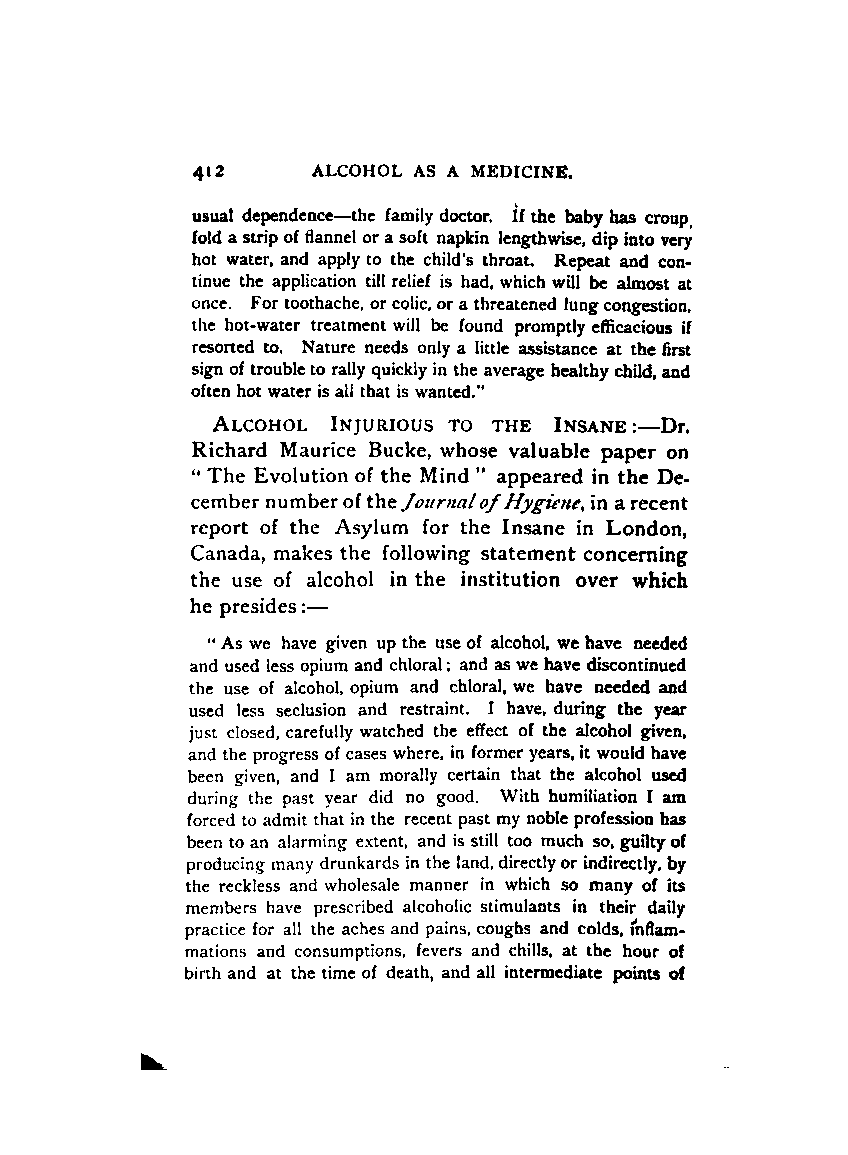 412 ALCOHOL AS A MEDICINE.
usual dependence—the family doctor. If the baby has croup,
fold a strip of flannel or a soft napkin lengthwise, dip into very
hot water, and apply to the child's throat. Repeat and con-
tinue the application till relief is had, which will be almost at
once. For toothache, or colic, or a threatened lung congestion,
the hot-water treatment will be found promptly efficacious if
resorted to. Nature needs only a little assistance at the first
sign of trouble to rally quickly in the average healthy child, and
often hot water is all that is wanted."
ALCOHOL INJURIOUS TO THE INSANE :—Dr.
Richard Maurice Bucke, whose valuable paper on
" The Evolution of the Mind " appeared in the De-
cember number of the Journal of Hygiene, in a recent
report of the Asylum for the Insane in London,
Canada, makes the following statement concerning
the use of alcohol in the institution over which
he presides :—
" As we have given up the use of alcohol, we have needed
and used less opium and chloral ; and as we have discontinued
the use of alcohol, opium and chloral, we have needed and
used less seclusion and restraint. I have, during the year
just closed, carefully watched the effect of the alcohol given,
and the progress of cases where, in former years, it would have
been given, and I am morally certain that the alcohol used
during the past year did no good. With humiliation I am
forced to admit that in the recent past my noble profession has
been to an alarming extent, and is still too much so, guilty of
producing many drunkards in the land, directly or indirectly, by
the reckless and wholesale manner in which so many of its
members have prescribed alcoholic stimulants in their daily
practice for all the aches and pains, coughs and colds, inflam-
mations and consumptions, fevers and chills, at the hour of
birth and at the time of death, and all intermediate points of